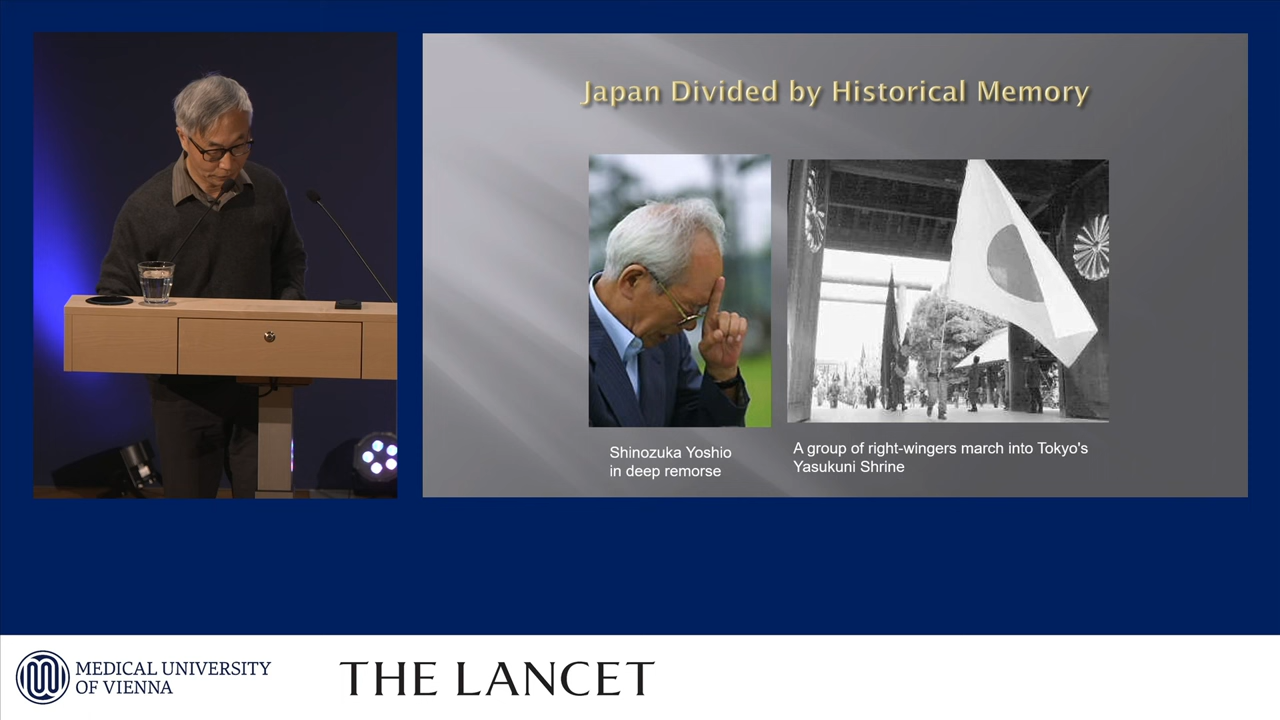 Japan Divided by Historical Memory
Shinozuka Yoshio
in deep remorse
A group of right-wingers march into Tokyo's
Yasukuni Shrine
MEDICAL UNIVERSITY
OF VIENNA
THE LANCET